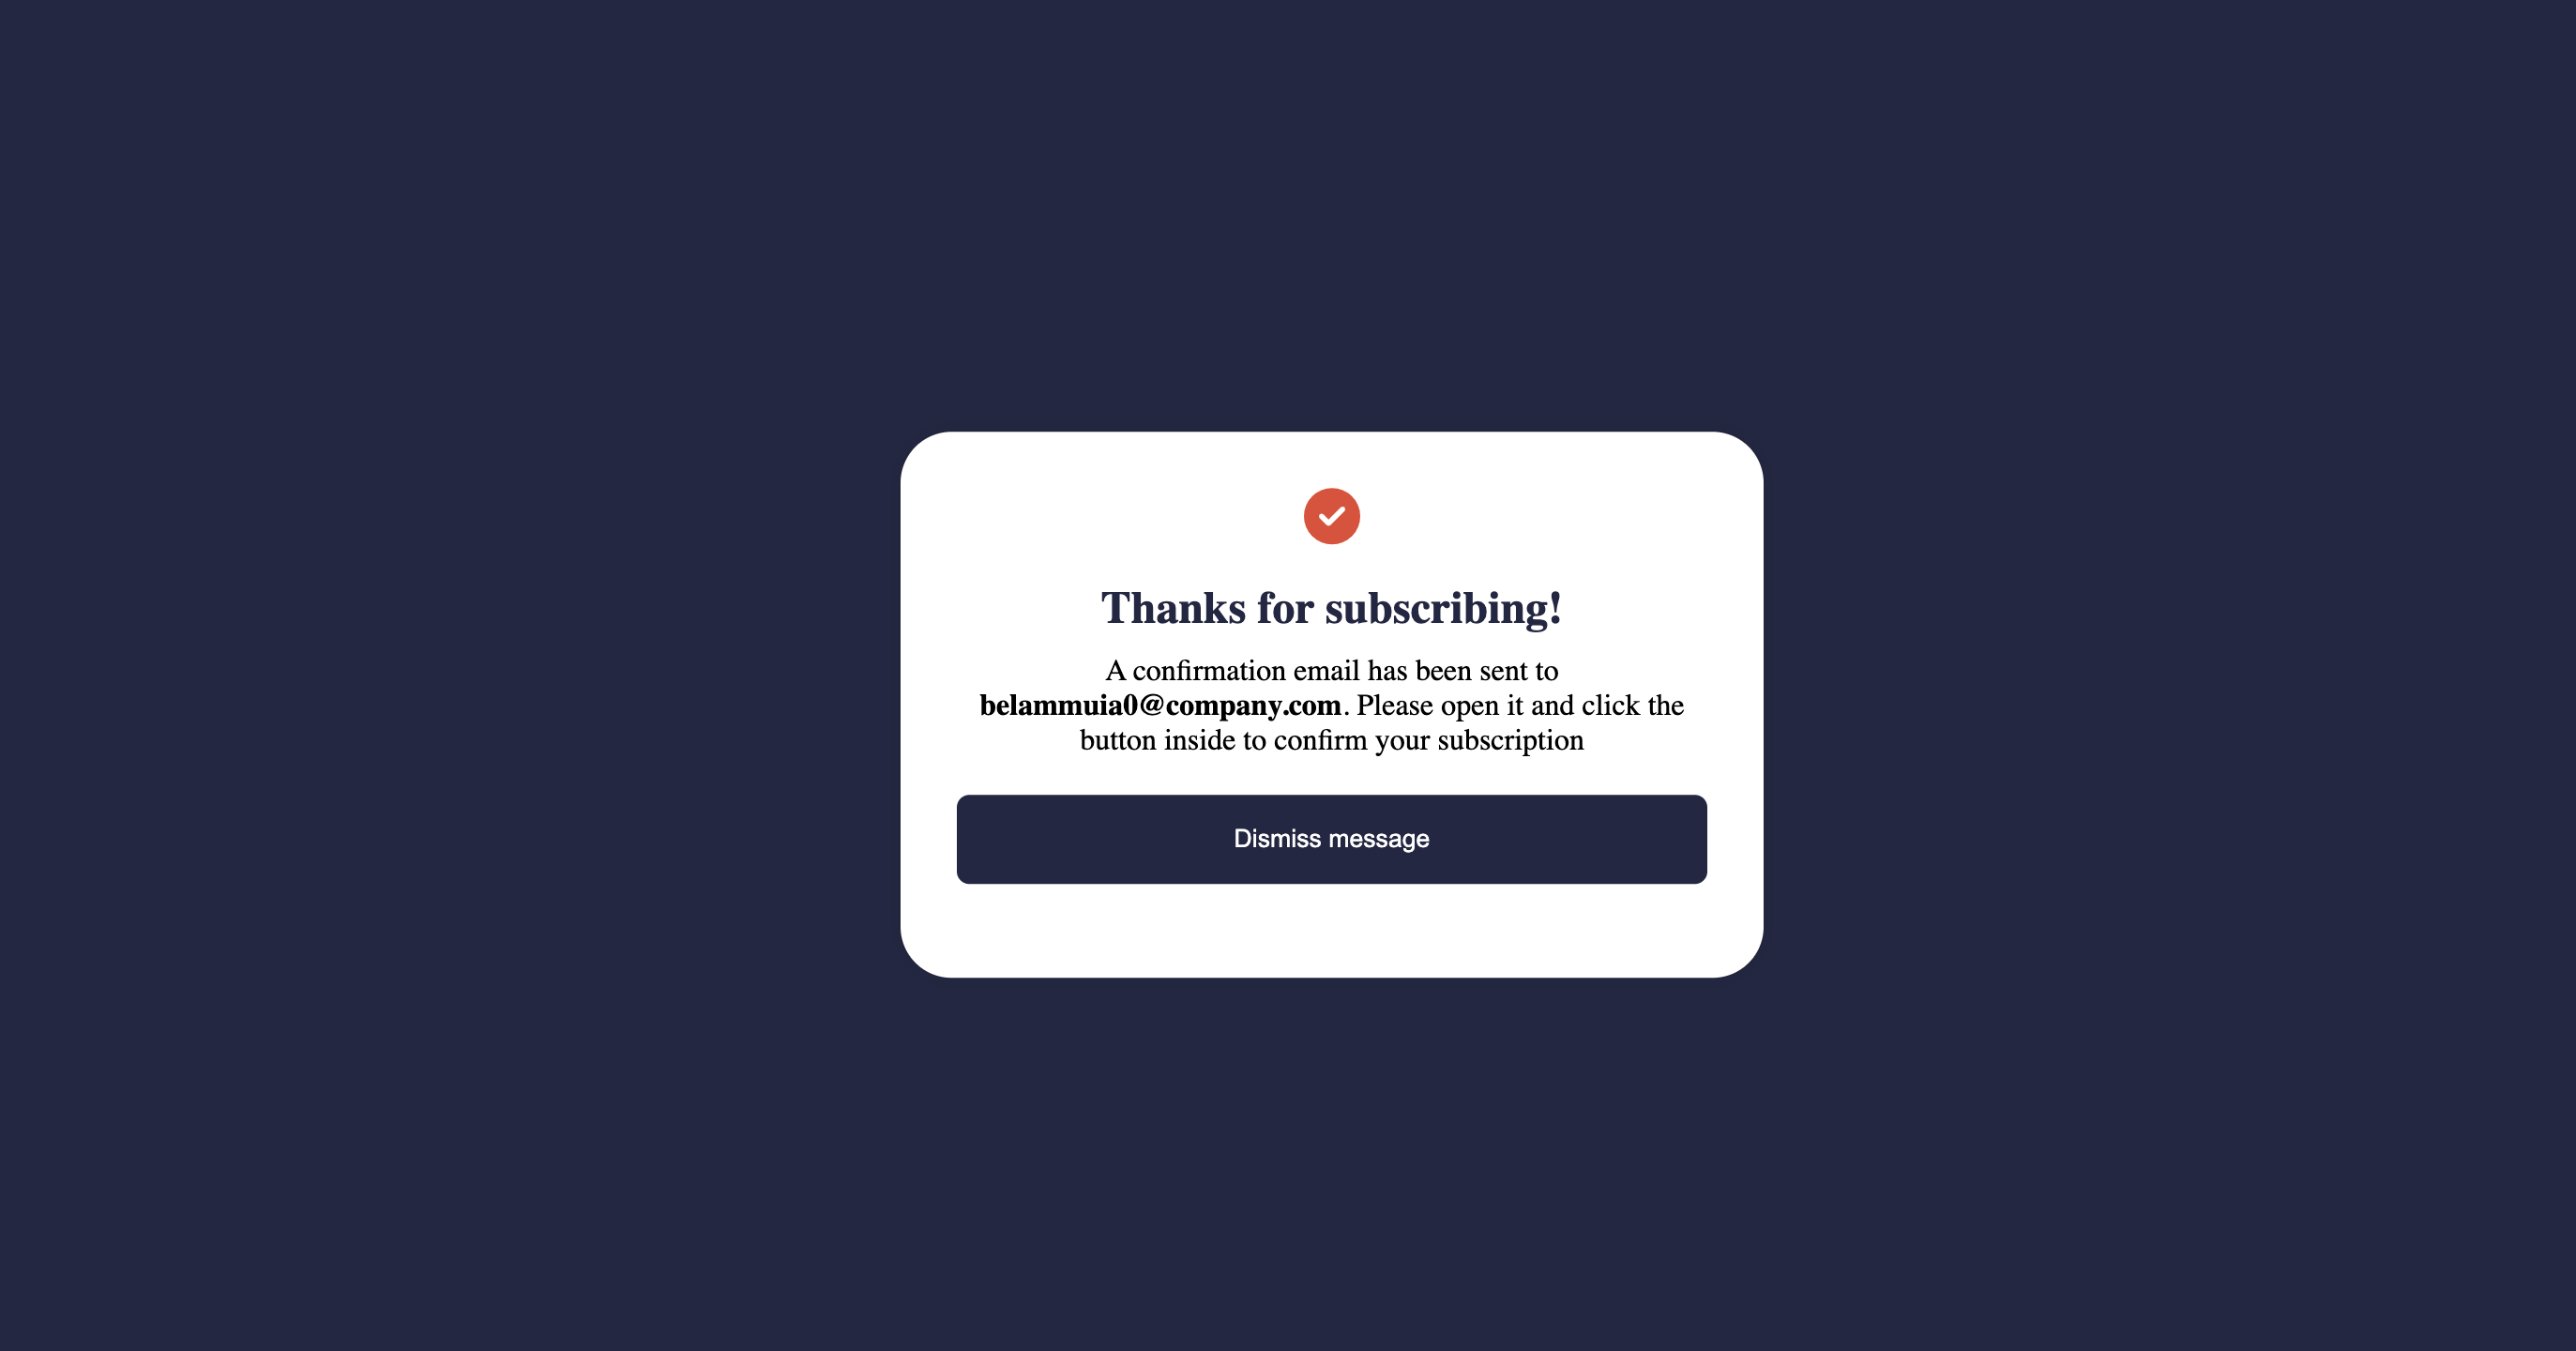 Thanks for subscribing!
A confirmation email has been sent to
belammuia0@company.com. Please open it and click the
button inside to confirm your subscription
Dismiss message